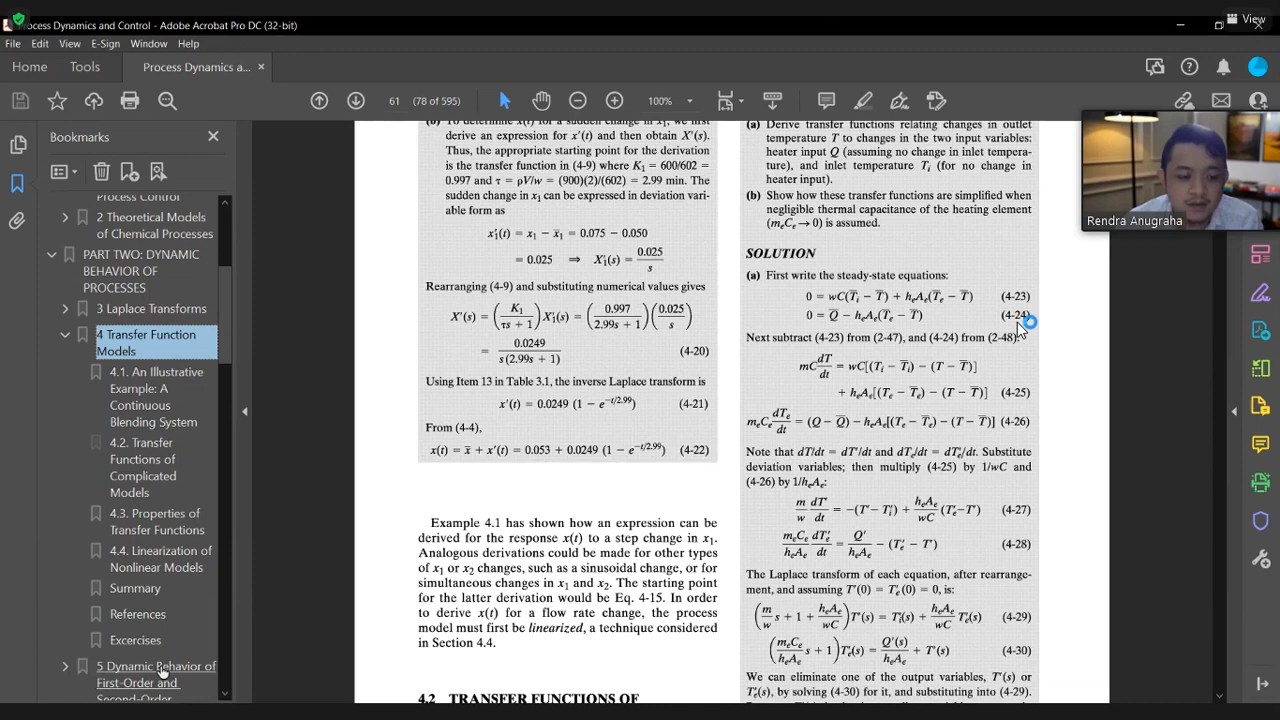 Process Dynamics and Control - Adobe Acrobat Pro DC (32-bit)
View
File Edit View E-Sign Window Help
Home Tools Process Dynamics a... ×
61 (78 of 595) 100%
Bookmarks
Process Control
2 Theoretical Models
of Chemical Processes
PART TWO: DYNAMIC
BEHAVIOR OF
PROCESSES
3 Laplace Transforms
4 Transfer Function
Models
4.1. An Illustrative
Example: A
Continuous
Blending System
4.2. Transfer
Functions of
Complicated
Models
4.3. Properties of
Transfer Functions
4.4. Linearization of
Nonlinear Models
Summary
References
Excercises
5 Dynamic Behavior of
First-Order and
Second-Order
(b) To determine x(t) for a sudden change in x₁, we first
derive an expression for x′(t) and then obtain X′(s).
Thus, the appropriate starting point for the derivation
is the transfer function in (4-9) where K₁ = 600/602 =
0.997 and τ = ρV/w = (900)(2)/(602) = 2.99 min. The
sudden change in x₁ can be expressed in deviation vari-
able form as
x′₁(t) = x₁ − x̄₁ = 0.075 − 0.050
= 0.025 ⇒ X′₁(s) = 0.025/s
Rearranging (4-9) and substituting numerical values gives
X′(s) = (K₁/(τs + 1)) X′₁(s) = (0.997/(2.99s + 1)) (0.025/s)
= 0.0249/(s(2.99s + 1)) (4-20)
Using Item 13 in Table 3.1, the inverse Laplace transform is
x′(t) = 0.0249 (1 − e^(−t/2.99)) (4-21)
From (4-4),
x(t) = x̄ + x′(t) = 0.053 + 0.0249 (1 − e^(−t/2.99)) (4-22)
Example 4.1 has shown how an expression can be
derived for the response x(t) to a step change in x₁.
Analogous derivations could be made for other types
of x₁ or x₂ changes, such as a sinusoidal change, or for
simultaneous changes in x₁ and x₂. The starting point
for the latter derivation would be Eq. 4-15. In order
to derive x(t) for a flow rate change, the process
model must first be linearized, a technique considered
in Section 4.4.
4.2 TRANSFER FUNCTIONS OF
(a) Derive transfer functions relating changes in outlet
temperature T to changes in the two input variables:
heater input Q (assuming no change in inlet tempera-
ture), and inlet temperature Tᵢ (for no change in
heater input).
(b) Show how these transfer functions are simplified when
negligible thermal capacitance of the heating element
(mₑCₑ → 0) is assumed.
SOLUTION
(a) First write the steady-state equations:
0 = wC(T̄ᵢ − T̄) + hₑAₑ(T̄ₑ − T̄) (4-23)
0 = Q̄ − hₑAₑ(T̄ₑ − T̄) (4-24)
Next subtract (4-23) from (2-47), and (4-24) from (2-48):
mC dT/dt = wC[(Tᵢ − T̄ᵢ) − (T − T̄)]
+ hₑAₑ[(Tₑ − T̄ₑ) − (T − T̄)] (4-25)
mₑCₑ dTₑ/dt = (Q − Q̄) − hₑAₑ[(Tₑ − T̄ₑ) − (T − T̄)] (4-26)
Note that dT/dt = dT′/dt and dTₑ/dt = dT′ₑ/dt. Substitute
deviation variables; then multiply (4-25) by 1/wC and
(4-26) by 1/hₑAₑ:
m/w dT′/dt = −(T′ − T′ᵢ) + hₑAₑ/wC (T′ₑ − T′) (4-27)
mₑCₑ/hₑAₑ dT′ₑ/dt = Q′/hₑAₑ − (T′ₑ − T′) (4-28)
The Laplace transform of each equation, after rearrange-
ment, and assuming T′(0) = T′ₑ(0) = 0, is:
(m/w s + 1 + hₑAₑ/wC) T′(s) = T′ᵢ(s) + hₑAₑ/wC T′ₑ(s) (4-29)
(mₑCₑ/hₑAₑ s + 1) T′ₑ(s) = Q′(s)/hₑAₑ + T′(s) (4-30)
We can eliminate one of the output variables, T′(s) or
T′ₑ(s), by solving (4-30) for it, and substituting into (4-29).
Rendra Anugraha